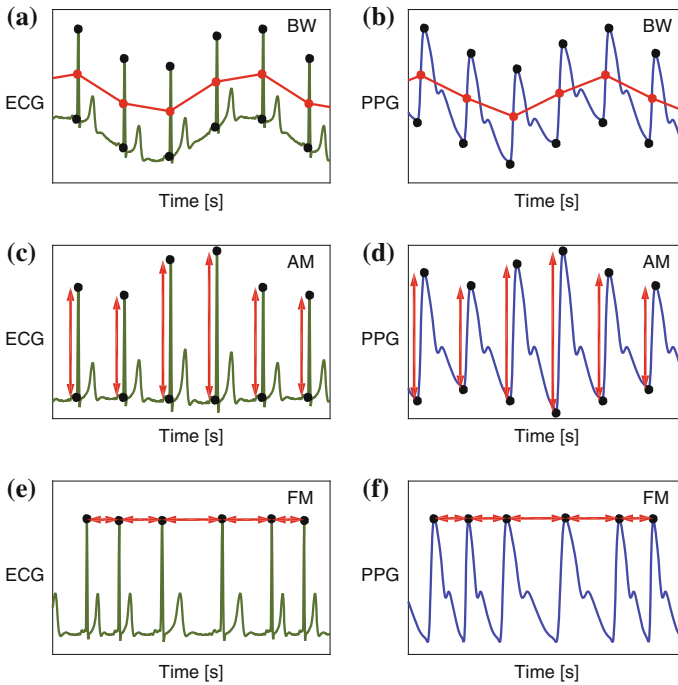 (a)
BW
ECG
Time [s]
(b)
BW
PPG
Time [s]
(c)
AM
ECG
Time [s]
(d)
AM
PPG
Time [s]
(e)
FM
ECG
Time [s]
(f)
FM
PPG
Time [s]